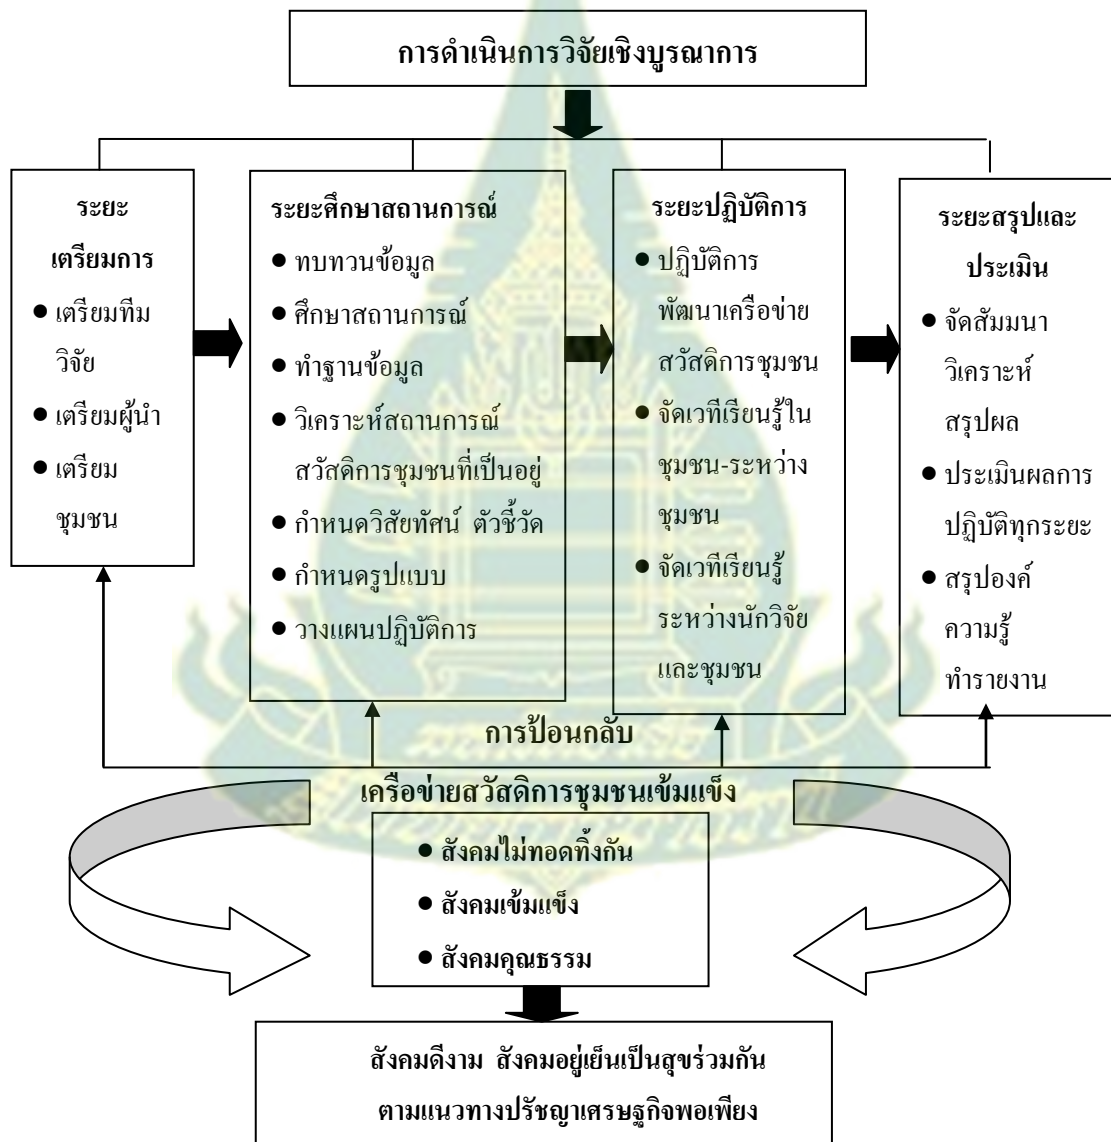 การดำเนินการวิจัยเชิงบูรณาการ
ระยะ
เตรียมการ
● เตรียมทีม
วิจัย
● เตรียมผู้นำ
● เตรียม
ชุมชน
ระยะศึกษาสถานการณ์
● ทบทวนข้อมูล
● ศึกษาสถานการณ์
● ทำฐานข้อมูล
● วิเคราะห์สถานการณ์
สวัสดิการชุมชนที่เป็นอยู่
● กำหนดวิสัยทัศน์ ตัวชี้วัด
● กำหนดรูปแบบ
● วางแผนปฏิบัติการ
ระยะปฏิบัติการ
● ปฏิบัติการ
พัฒนาเครือข่าย
สวัสดิการชุมชน
● จัดเวทีเรียนรู้ใน
ชุมชน-ระหว่าง
ชุมชน
● จัดเวทีเรียนรู้
ระหว่างนักวิจัย
และชุมชน
ระยะสรุปและ
ประเมิน
● จัดสัมมนา
วิเคราะห์
สรุปผล
● ประเมินผลการ
ปฏิบัติทุกระยะ
● สรุปองค์
ความรู้
ทำรายงาน
การป้อนกลับ
เครือข่ายสวัสดิการชุมชนเข้มแข็ง
● สังคมไม่ทอดทิ้งกัน
● สังคมเข้มแข็ง
● สังคมคุณธรรม
สังคมดีงาม สังคมอยู่เย็นเป็นสุขร่วมกัน
ตามแนวทางปรัชญาเศรษฐกิจพอเพียง